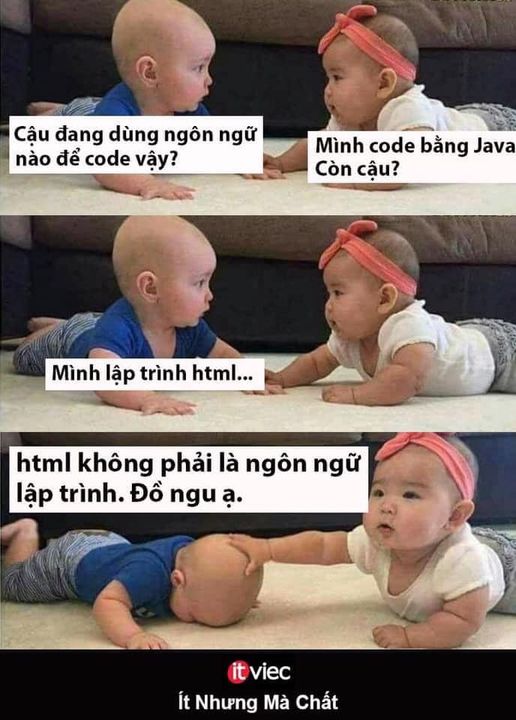 Cậu đang dùng ngôn ngữ
nào để code vậy?
Mình code bằng Java
Còn cậu?
Mình lập trình html...
html không phải là ngôn ngữ
lập trình. Đồ ngu ạ.
itviec
Ít Nhưng Mà Chất